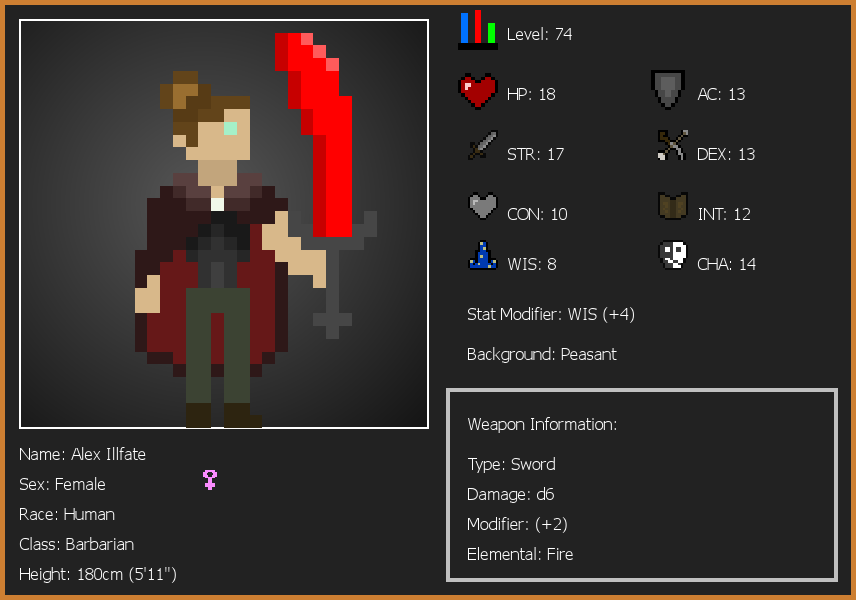 Level: 74
HP: 18
AC: 13
STR: 17
DEX: 13
CON: 10
INT: 12
WIS: 8
CHA: 14
Stat Modifier: WIS (+4)
Background: Peasant
Weapon Information:
Type: Sword
Damage: d6
Modifier: (+2)
Elemental: Fire
Name: Alex Illfate
Sex: Female
Race: Human
Class: Barbarian
Height: 180cm (5'11")